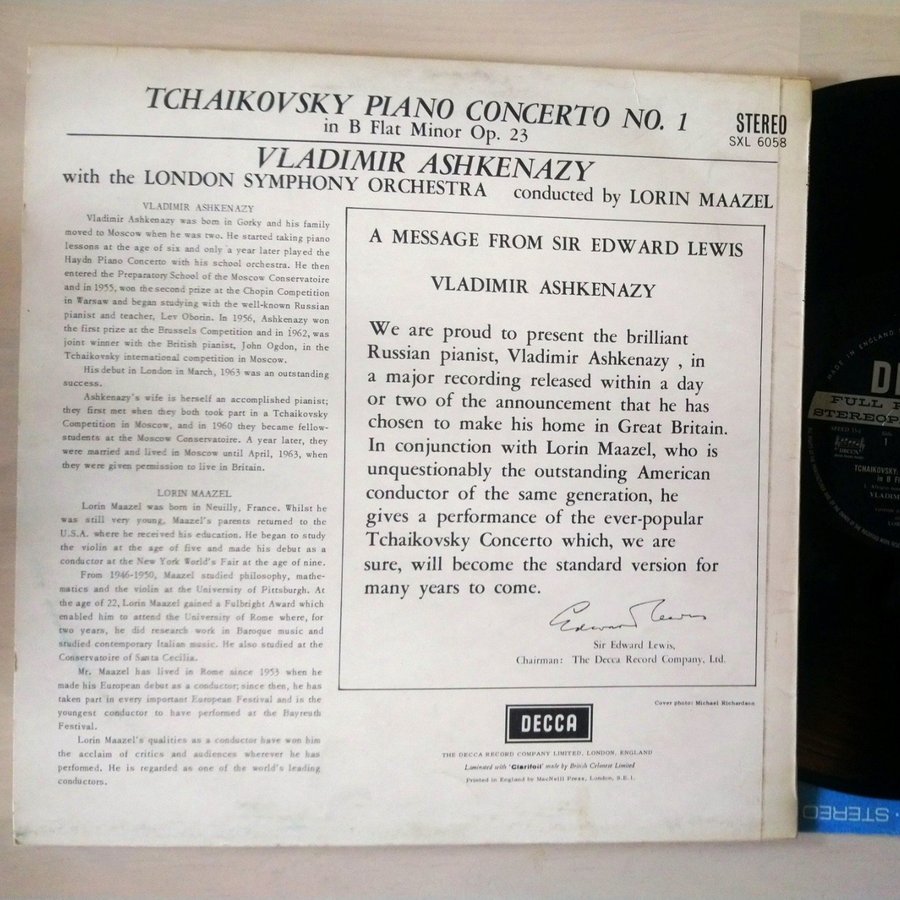 TCHAIKOVSKY PIANO CONCERTO NO. 1
in B Flat Minor Op. 23
STEREO
SXL 6058
VLADIMIR ASHKENAZY
with the LONDON SYMPHONY ORCHESTRA conducted by LORIN MAAZEL
VLADIMIR ASHKENAZY
Vladimir Ashkenazy was born in Gorky and his family
moved to Moscow when he was two. He started taking piano
lessons at the age of six and only a year later played the
Haydn Piano Concerto with his school orchestra. He then
entered the Preparatory School of the Moscow Conservatoire
and in 1955, won the second prize at the Chopin Competition
in Warsaw and began studying with the well-known Russian
pianist and teacher, Lev Oborin. In 1956, Ashkenazy won
the first prize at the Brussels Competition and in 1962, was
joint winner with the British pianist, John Ogdon, in the
Tchaikovsky international competition in Moscow.
His debut in London in March, 1963 was an outstanding
success.
Ashkenazy's wife is herself an accomplished pianist;
they first met when they both took part in a Tchaikovsky
Competition in Moscow, and in 1960 they became fellow-
students at the Moscow Conservatoire. A year later, they
were married and lived in Moscow until April, 1963, when
they were given permission to live in Britain.
LORIN MAAZEL
Lorin Maazel was born in Neuilly, France. Whilst he
was still very young, Maazel's parents returned to the
U.S.A. where he received his education. He began to study
the violin at the age of five and made his debut as a
conductor at the New York World's Fair at the age of nine.
From 1946-1950, Maazel studied philosophy, mathe-
matics and the violin at the University of Pittsburgh. At
the age of 22, Lorin Maazel gained a Fulbright Award which
enabled him to attend the University of Rome where, for
two years, he did research work in Baroque music and
studied contemporary Italian music. He also studied at the
Conservatoire of Santa Cecilia.
Mr. Maazel has lived in Rome since 1953 when he
made his European debut as a conductor; since then, he has
taken part in every important European Festival and is the
youngest conductor to have performed at the Bayreuth
Festival.
Lorin Maazel's qualities as a conductor have won him
the acclaim of critics and audiences wherever he has
performed. He is regarded as one of the world's leading
conductors.
A MESSAGE FROM SIR EDWARD LEWIS
VLADIMIR ASHKENAZY
We are proud to present the brilliant
Russian pianist, Vladimir Ashkenazy , in
a major recording released within a day
or two of the announcement that he has
chosen to make his home in Great Britain.
In conjunction with Lorin Maazel, who is
unquestionably the outstanding American
conductor of the same generation, he
gives a performance of the ever-popular
Tchaikovsky Concerto which, we are
sure, will become the standard version for
many years to come.
Edward Lewis
Sir Edward Lewis,
Chairman: The Decca Record Company, Ltd.
Cover photo: Michael Richardson
DECCA
THE DECCA RECORD COMPANY LIMITED, LONDON, ENGLAND
Laminated with 'Clarifoil' made by British Celanese Limited
Printed in England by MacNeill Press, London, S.E.1.
MADE IN ENGLAND
FULL
STEREOP
DECCA
1
TCHAIKOVSKY:
in B
STEREO